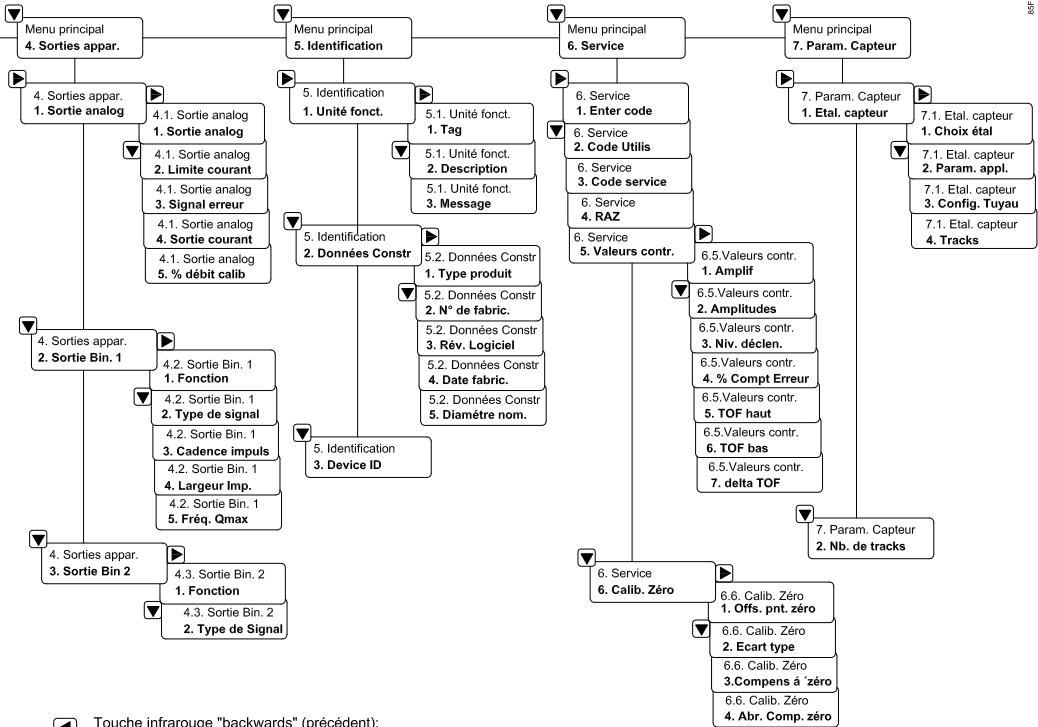 85F
Menu principal
4. Sorties appar.
4. Sorties appar.
1. Sortie analog
4.1. Sortie analog
1. Sortie analog
4.1. Sortie analog
2. Limite courant
4.1. Sortie analog
3. Signal erreur
4.1. Sortie analog
4. Sortie courant
4.1. Sortie analog
5. % débit calib
4. Sorties appar.
2. Sortie Bin. 1
4.2. Sortie Bin. 1
1. Fonction
4.2. Sortie Bin. 1
2. Type de signal
4.2. Sortie Bin. 1
3. Cadence impuls
4.2. Sortie Bin. 1
4. Largeur Imp.
4.2. Sortie Bin. 1
5. Fréq. Qmax
4. Sorties appar.
3. Sortie Bin 2
4.3. Sortie Bin. 2
1. Fonction
4.3. Sortie Bin. 2
2. Type de Signal
Menu principal
5. Identification
5. Identification
1. Unité fonct.
5.1. Unité fonct.
1. Tag
5.1. Unité fonct.
2. Description
5.1. Unité fonct.
3. Message
5. Identification
2. Données Constr
5.2. Données Constr
1. Type produit
5.2. Données Constr
2. N° de fabric.
5.2. Données Constr
3. Rév. Logiciel
5.2. Données Constr
4. Date fabric.
5.2. Données Constr
5. Diamétre nom.
5. Identification
3. Device ID
Menu principal
6. Service
6. Service
1. Enter code
6. Service
2. Code Utilis
6. Service
3. Code service
6. Service
4. RAZ
6. Service
5. Valeurs contr.
6.5.Valeurs contr.
1. Amplif
6.5.Valeurs contr.
2. Amplitudes
6.5.Valeurs contr.
3. Niv. déclen.
6.5.Valeurs contr.
4. % Compt Erreur
6.5.Valeurs contr.
5. TOF haut
6.5.Valeurs contr.
6. TOF bas
6.5.Valeurs contr.
7. delta TOF
6. Service
6. Calib. Zéro
6.6. Calib. Zéro
1. Offs. pnt. zéro
6.6. Calib. Zéro
2. Ecart type
6.6. Calib. Zéro
3.Compens á ´zéro
6.6. Calib. Zéro
4. Abr. Comp. zéro
Menu principal
7. Param. Capteur
7. Param. Capteur
1. Etal. capteur
7.1. Etal. capteur
1. Choix étal
7.1. Etal. capteur
2. Param. appl.
7.1. Etal. capteur
3. Config. Tuyau
7.1. Etal. capteur
4. Tracks
7. Param. Capteur
2. Nb. de tracks
Touche infrarouge "backwards" (précédent):